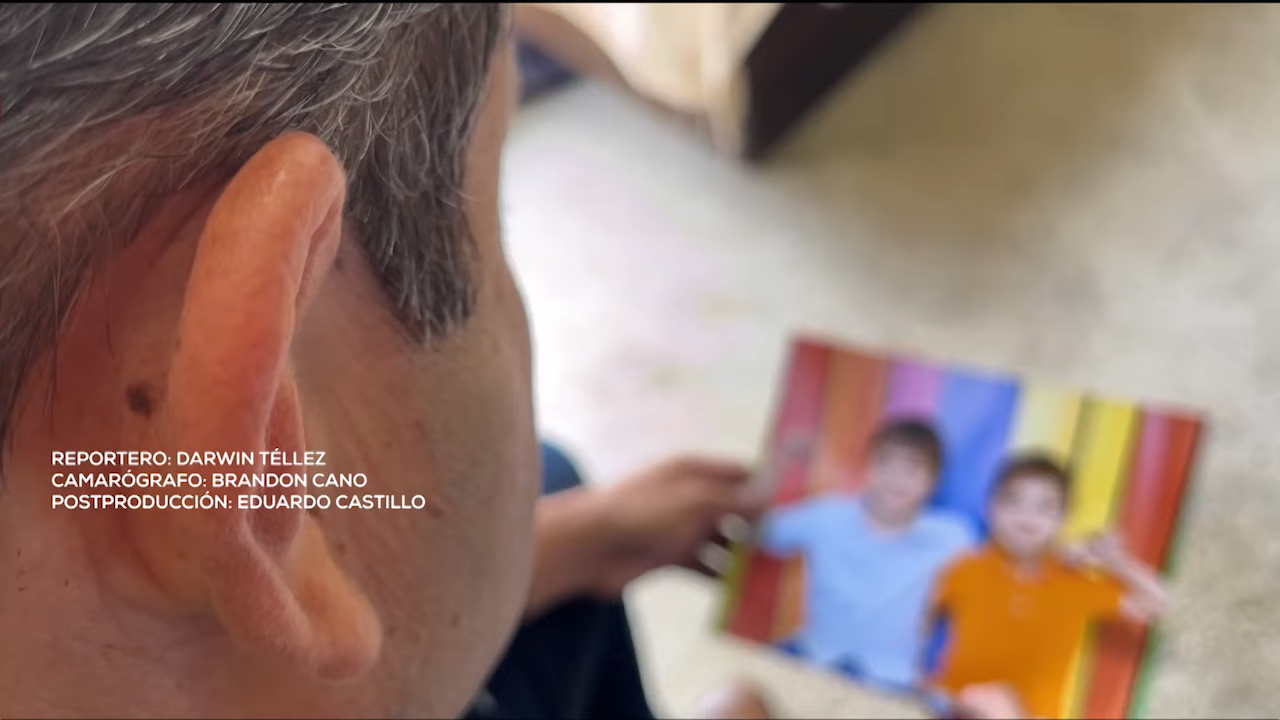 REPORTERO: DARWIN TÉLLEZ
CAMARÓGRAFO: BRANDON CANO
POSTPRODUCCIÓN: EDUARDO CASTILLO